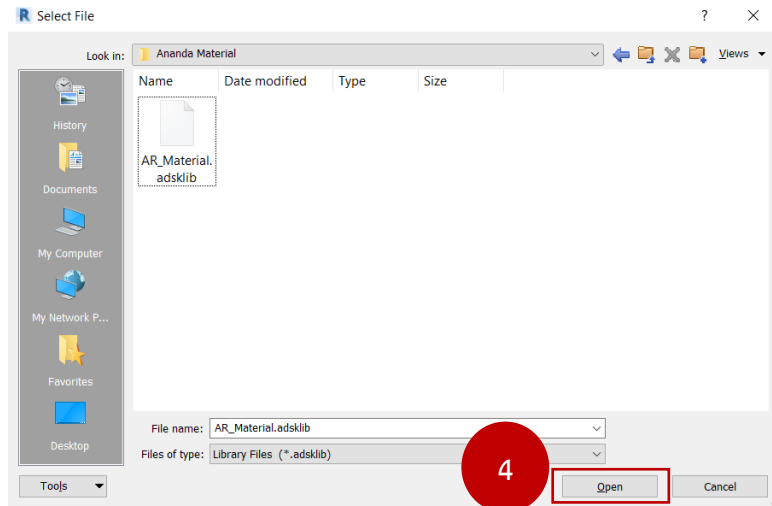 R Select File
?
Look in:
Ananda Material
Views
Name Date modified Type Size
History
AR_Material.
adsklib
Documents
My Computer
My Network P...
Favorites
Desktop
File name: AR_Material.adsklib
Files of type: Library Files (*.adsklib)
4
Tools
Open
Cancel